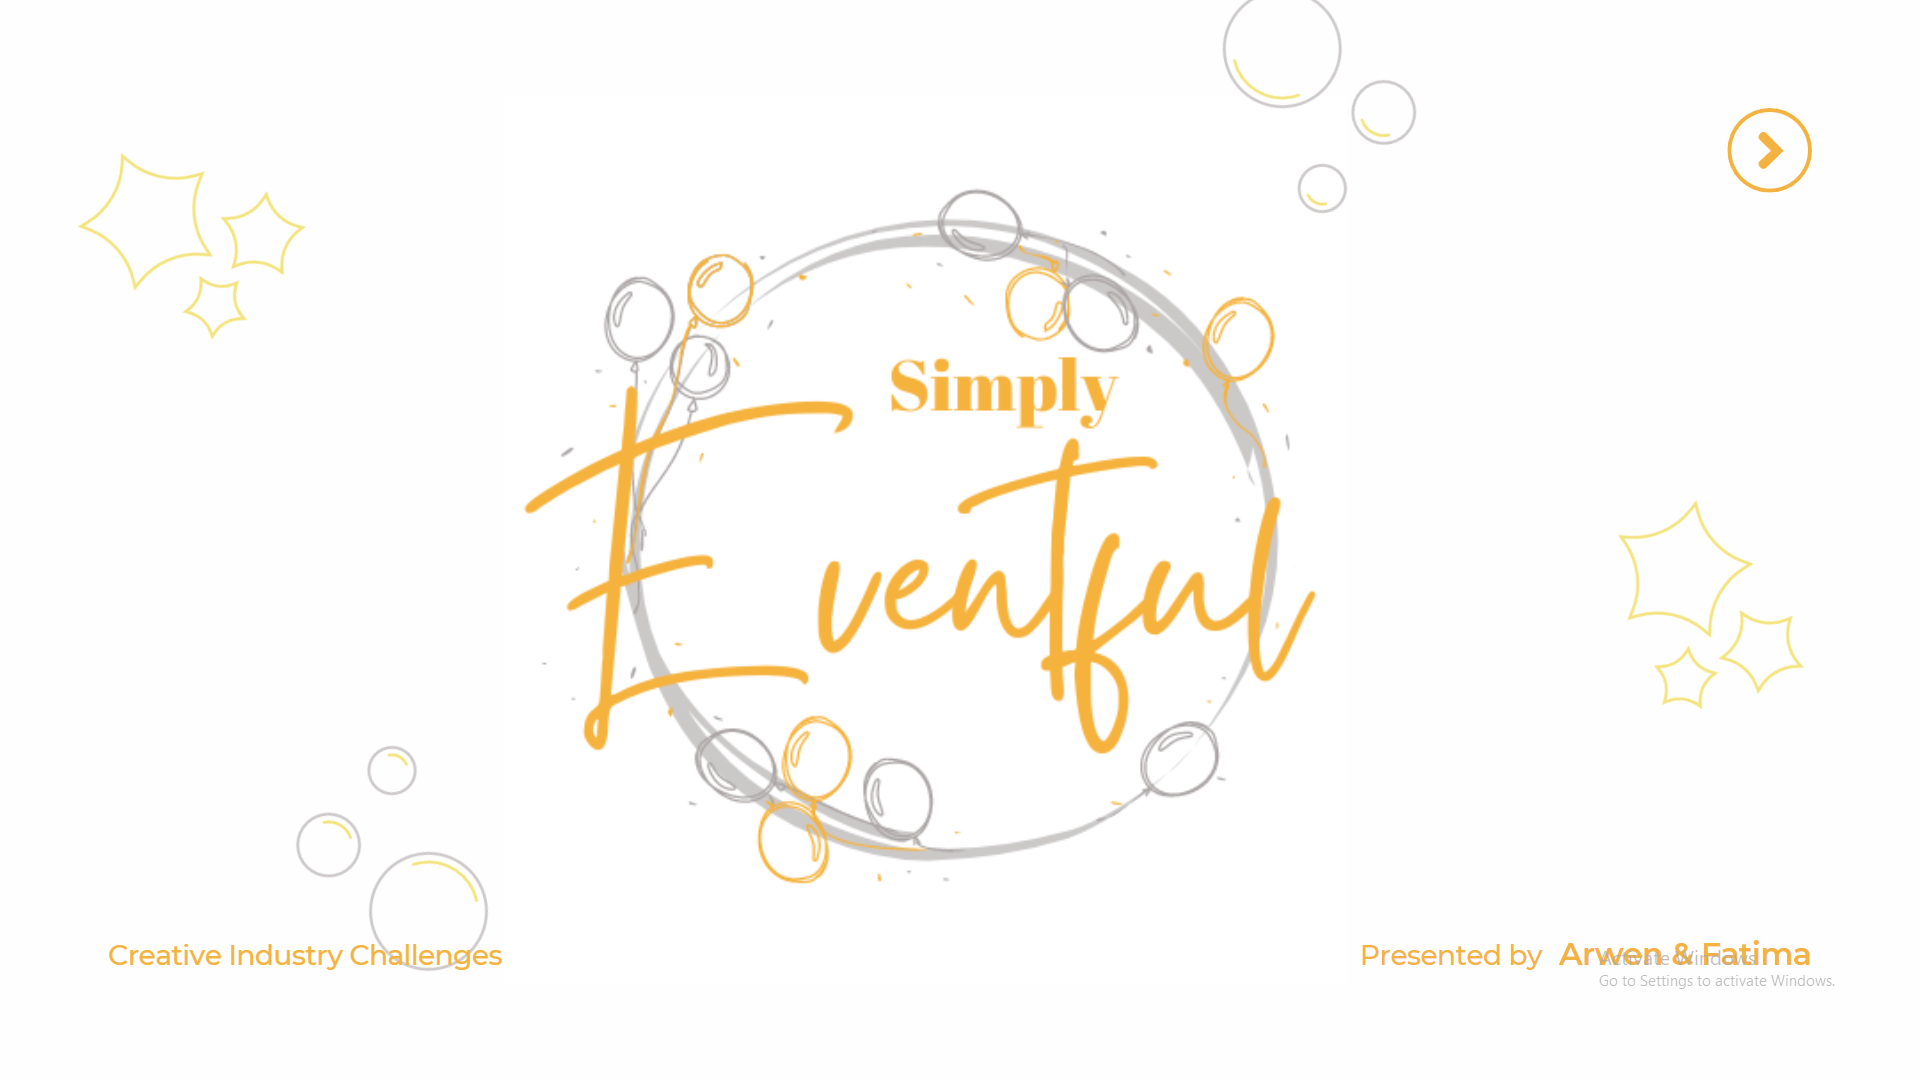 Simply
Eventful
Creative Industry Challenges
Presented by Arwen & Fatima
Activate Windows
Go to Settings to activate Windows.